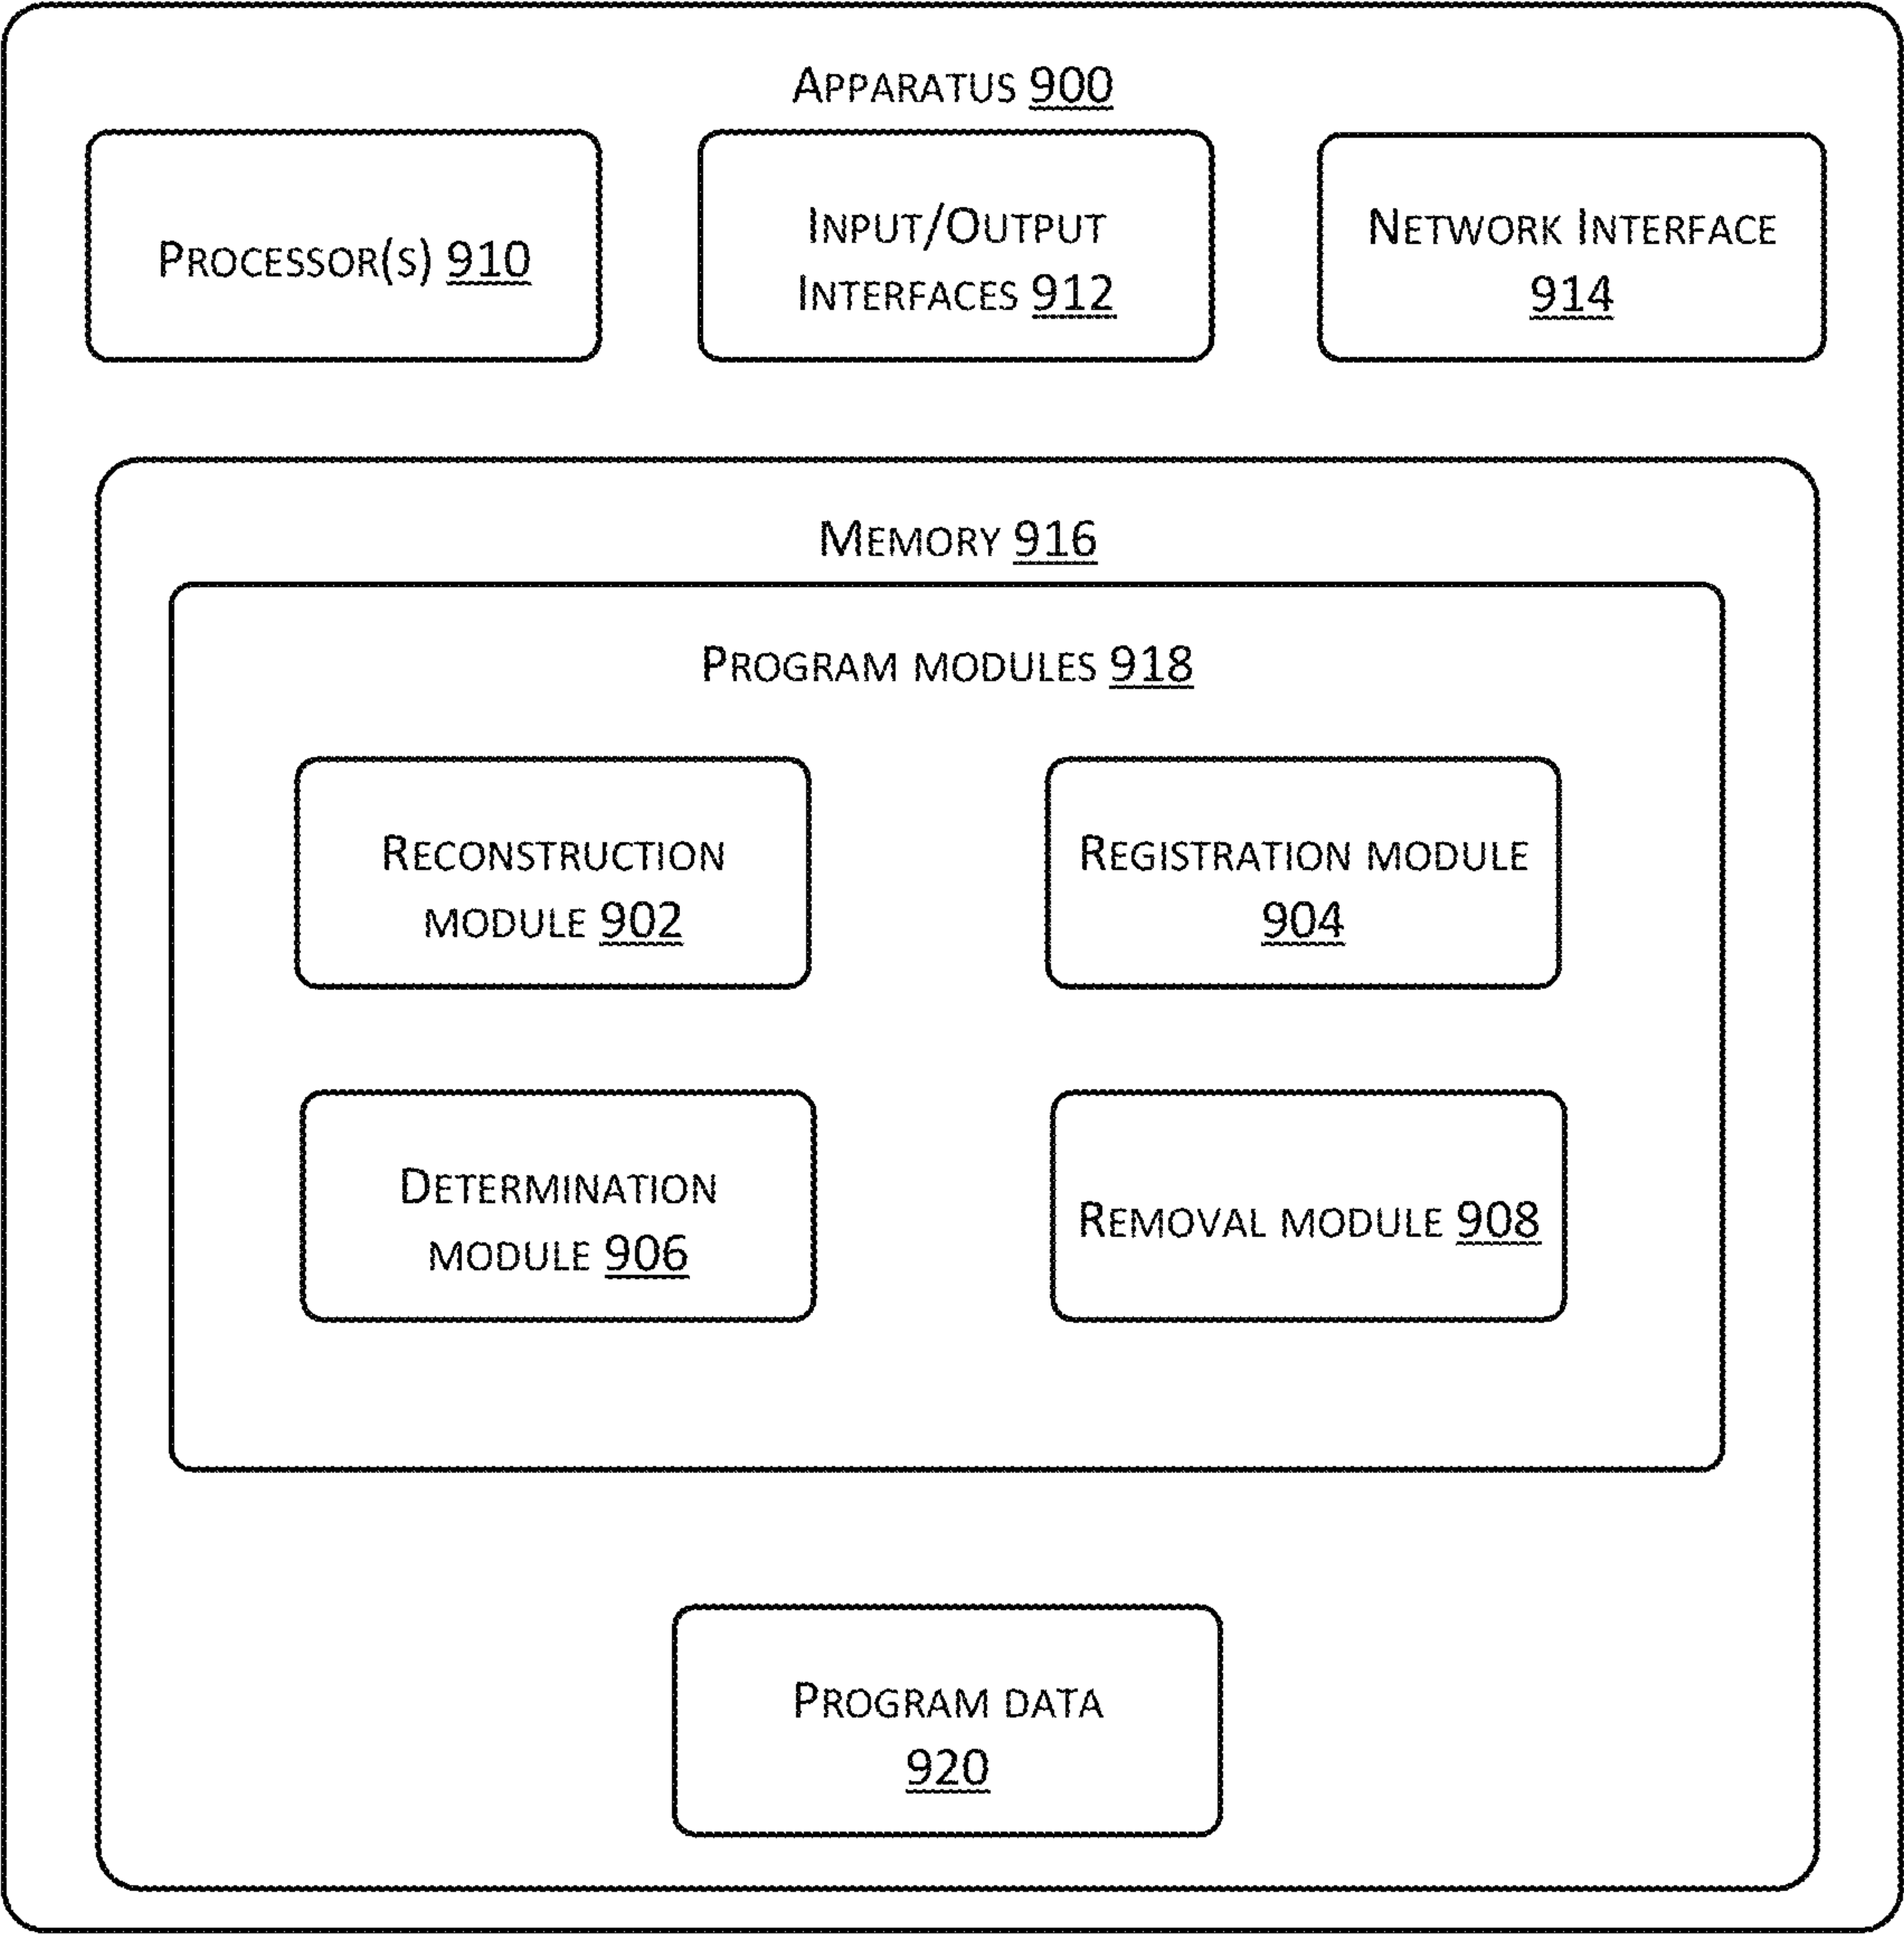 Apparatus 900
Processor(s) 910
Input/Output
Interfaces 912
Network Interface
914
Memory 916
Program modules 918
Reconstruction
module 902
Registration module
904
Determination
module 906
Removal module 908
Program data
920